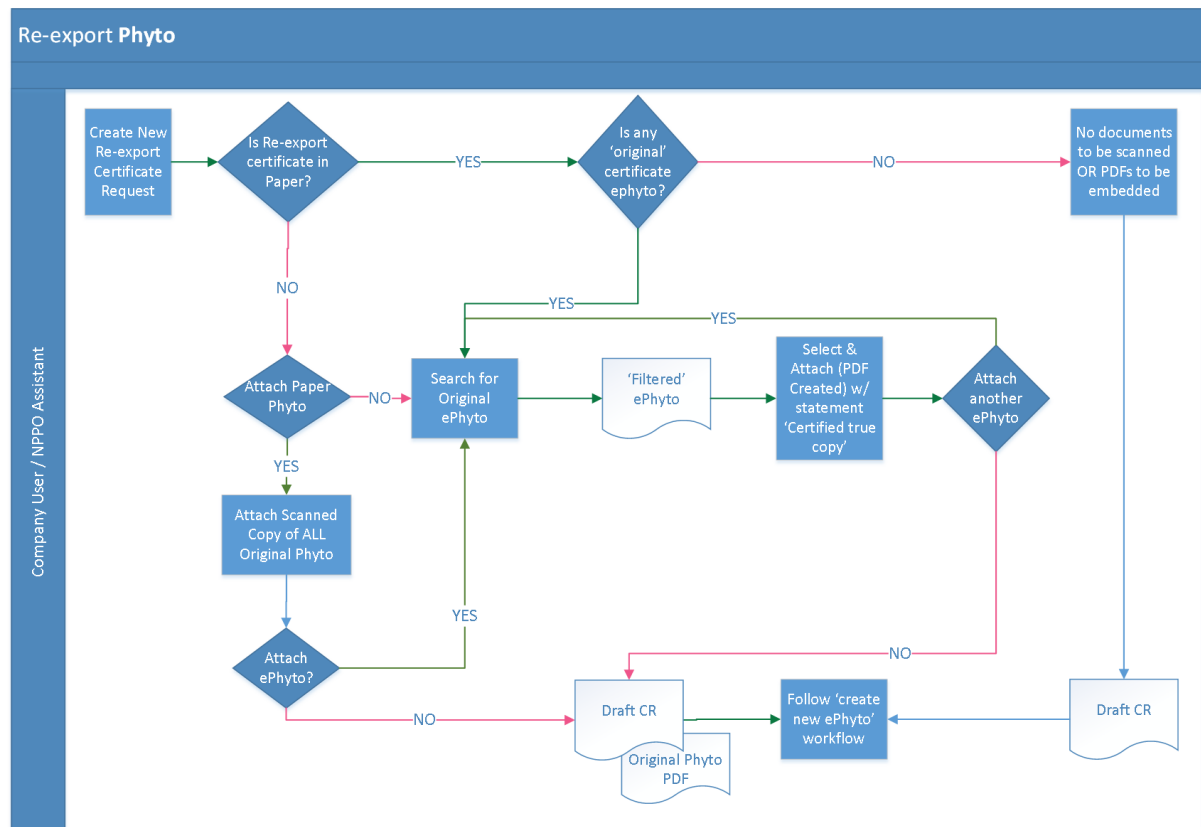 Re-export Phyto
Company User / NPPO Assistant
Create New
Re-export
Certificate
Request
Is Re-export
certificate in
Paper?
YES
Is any
‘original’
certificate
ephyto?
NO
No documents
to be scanned
OR PDFs to be
embedded
NO
YES
YES
Attach Paper
Phyto
NO
Search for
Original
ePhyto
‘Filtered’
ePhyto
Select &
Attach (PDF
Created) w/
statement
‘Certified true
copy’
Attach
another
ePhyto
YES
Attach Scanned
Copy of ALL
Original Phyto
YES
Attach
ePhyto?
NO
NO
Draft CR
Original Phyto
PDF
Follow ‘create
new ePhyto’
workflow
Draft CR